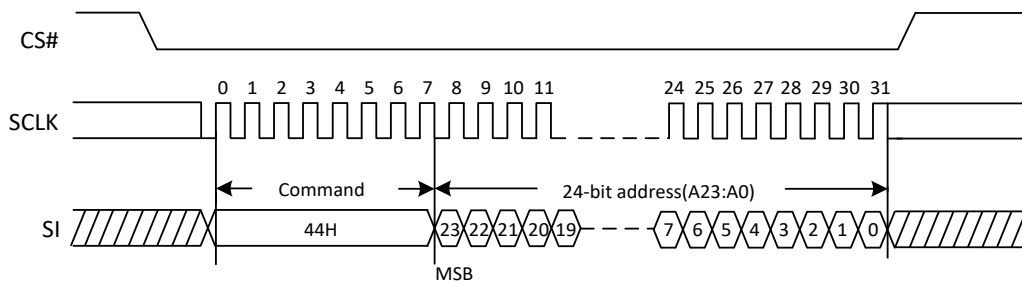 CS#
0 1 2 3 4 5 6 7 8 9 10 11 24 25 26 27 28 29 30 31
SCLK
Command 24-bit address(A23:A0)
SI 44H 23 22 21 20 19 7 6 5 4 3 2 1 0
MSB